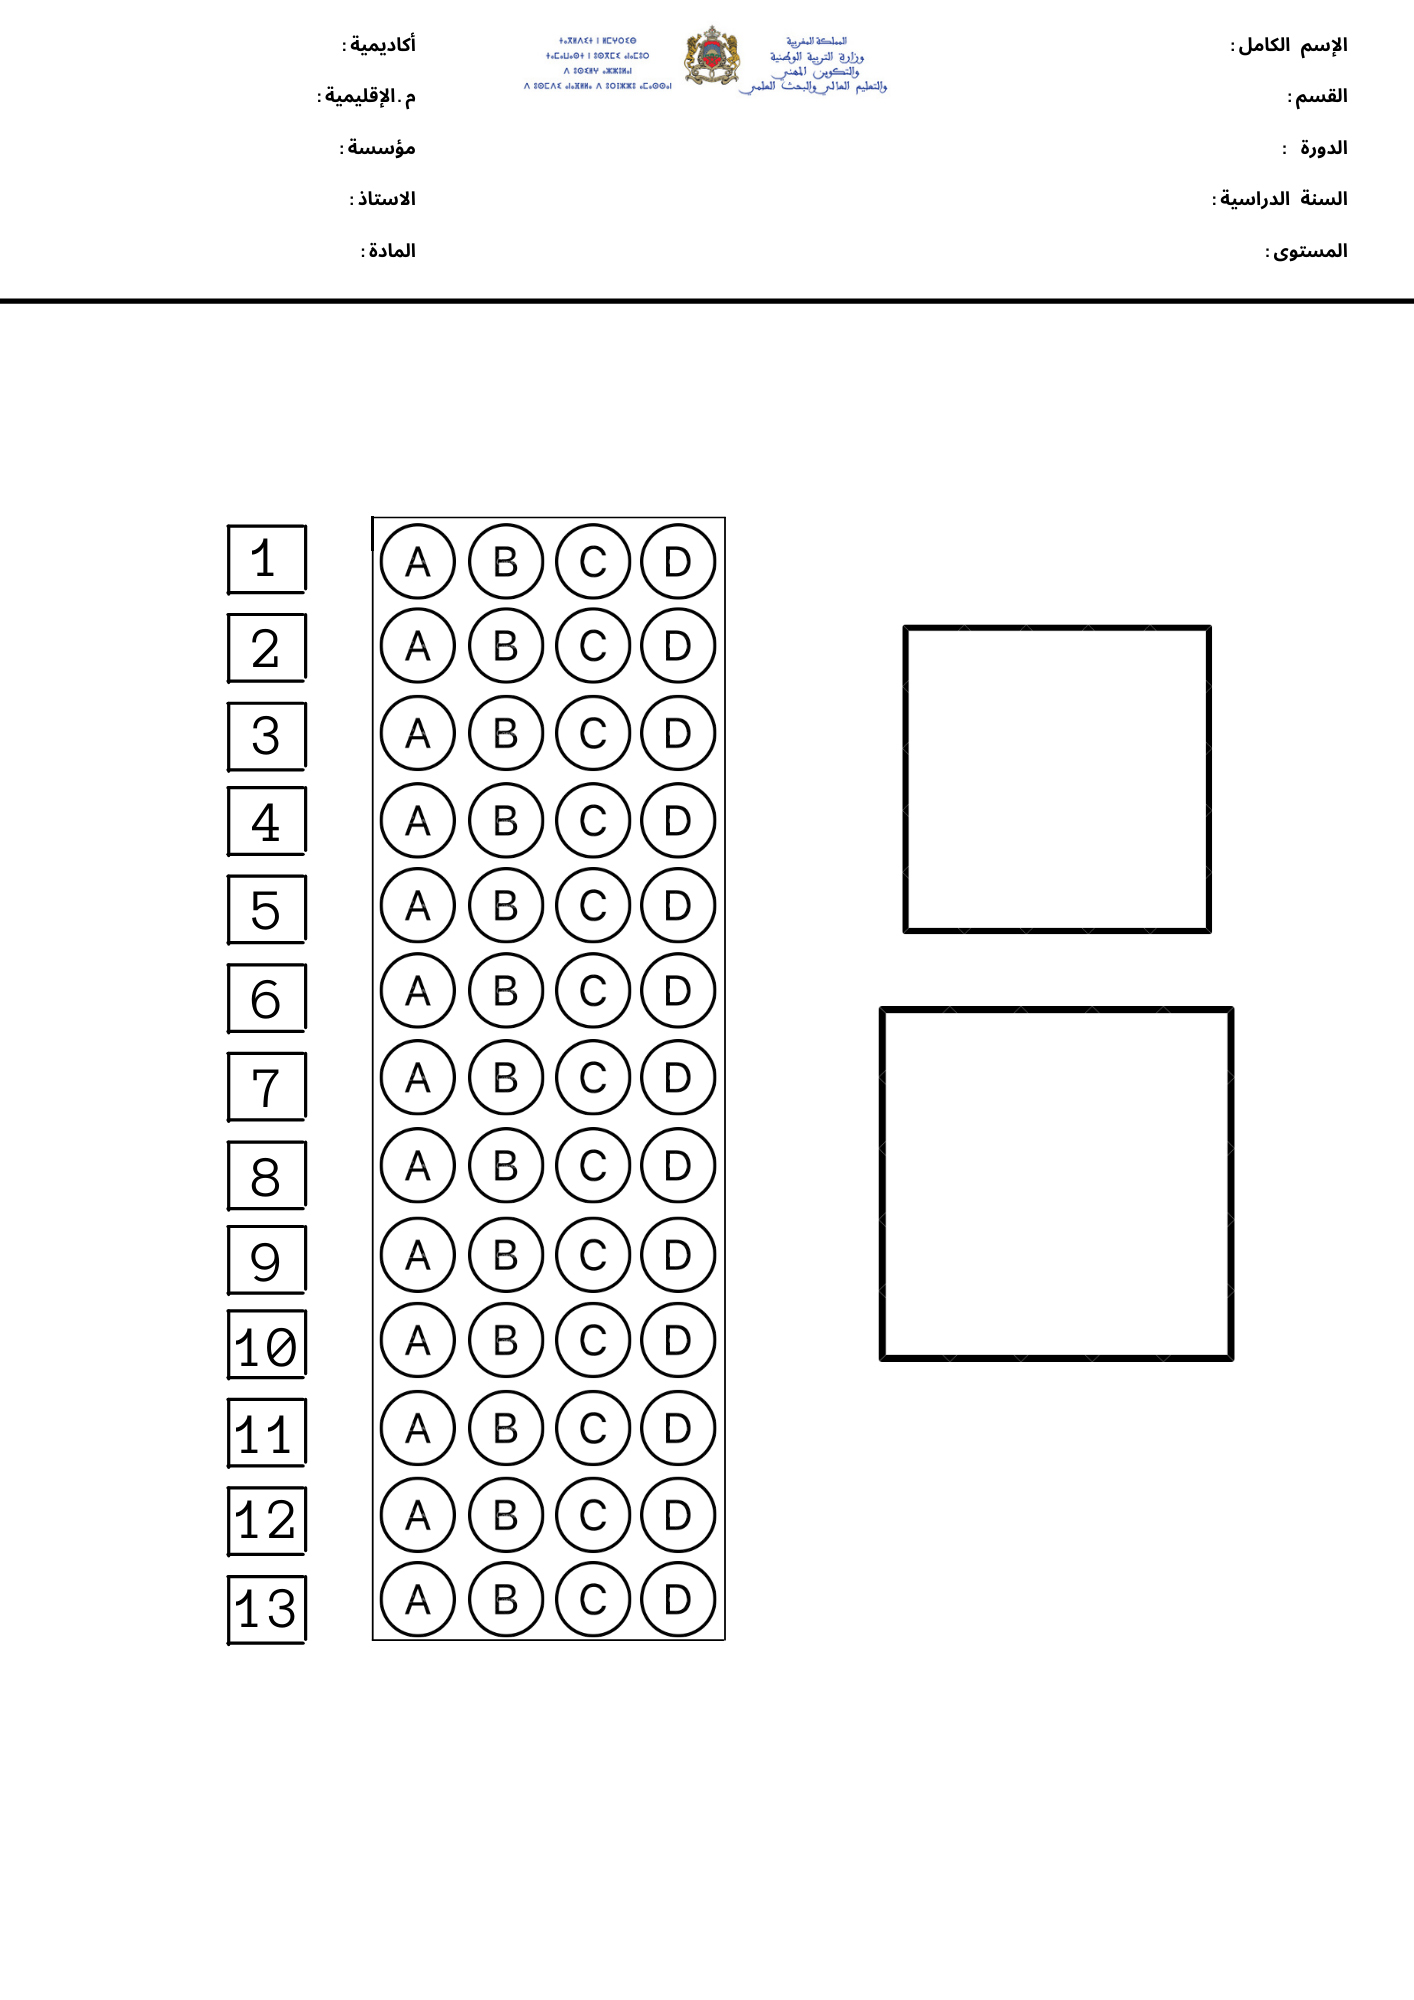 الإسم الكامل :
القسم :
الدورة :
السنة الدراسية :
المستوى :
المملكة المغربية
وزارة التربية الوطنية
والتكوين المهني
والتعليم العالي والبحث العلمي
أكاديمية :
م.الإقليمية :
مؤسسة :
الاستاذ :
المادة :
1 A B C D
2 A B C D
3 A B C D
4 A B C D
5 A B C D
6 A B C D
7 A B C D
8 A B C D
9 A B C D
10 A B C D
11 A B C D
12 A B C D
13 A B C D